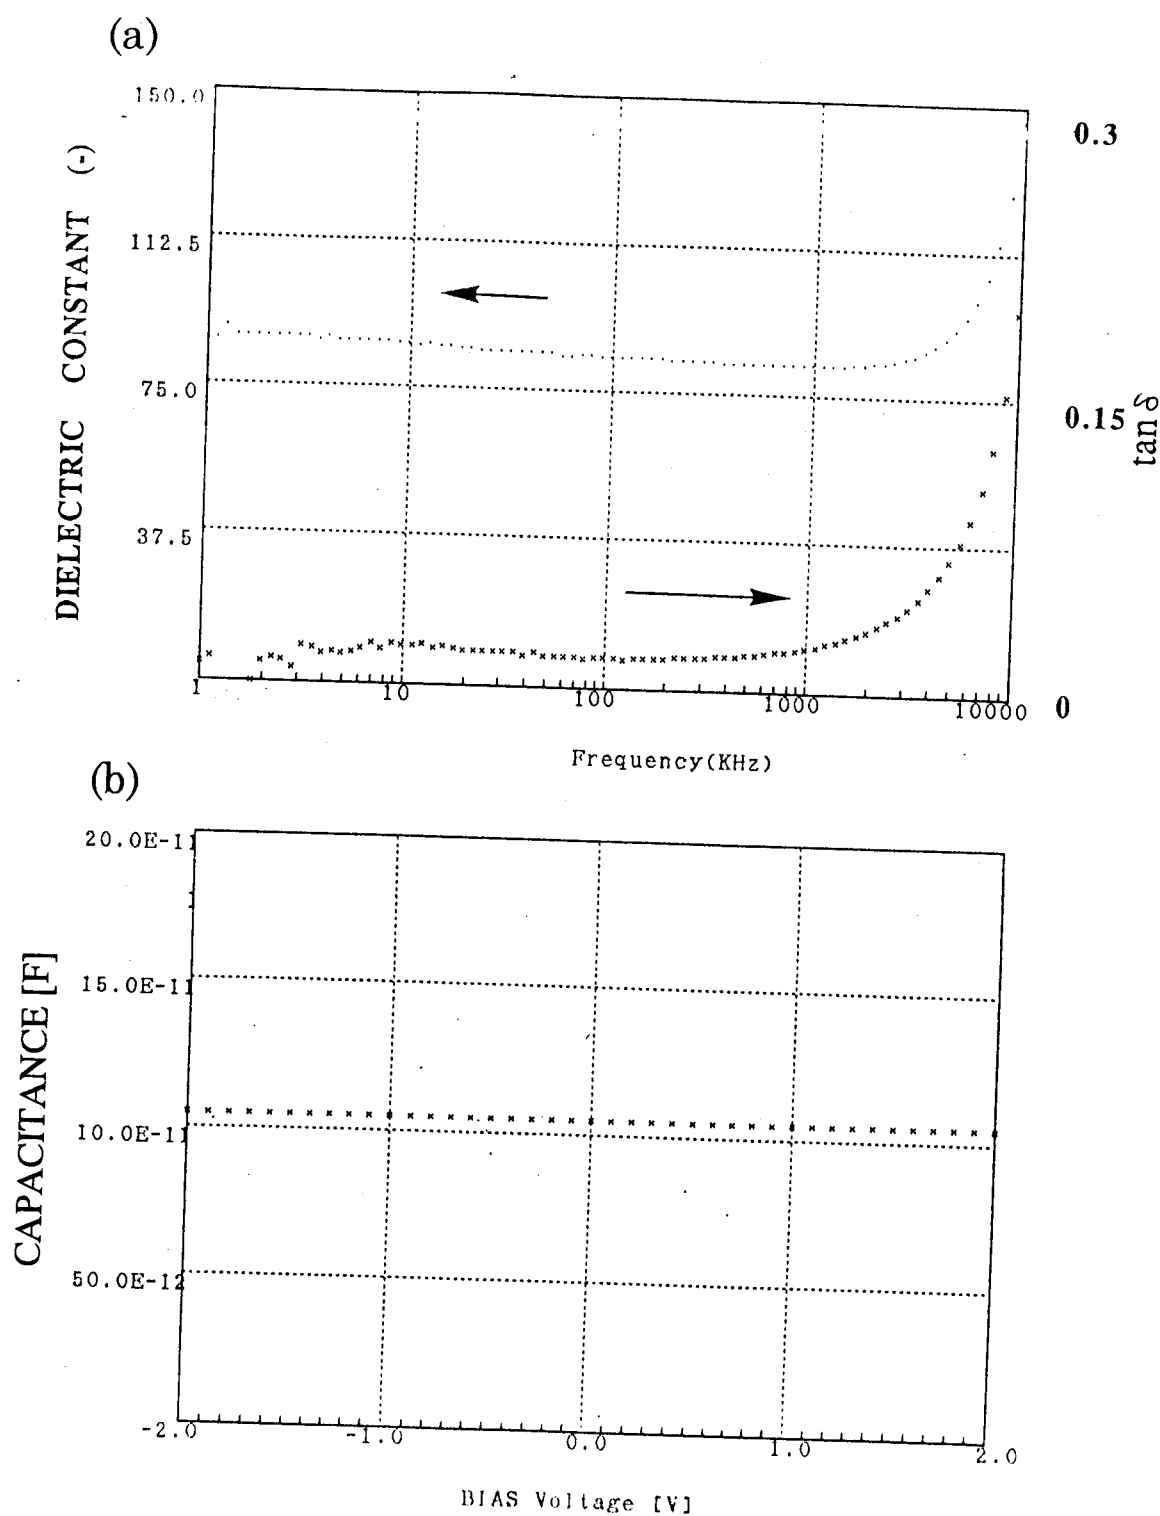 (a)
150.0
112.5
75.0
37.5
DIELECTRIC CONSTANT (-)
0.3
0.15
0
tan δ
1 10 100 1000 10000
Frequency(KHz)
(b)
20.0E-11
15.0E-11
10.0E-11
50.0E-12
CAPACITANCE [F]
-2.0 -1.0 0.0 1.0 2.0
BIAS Voltage [V]